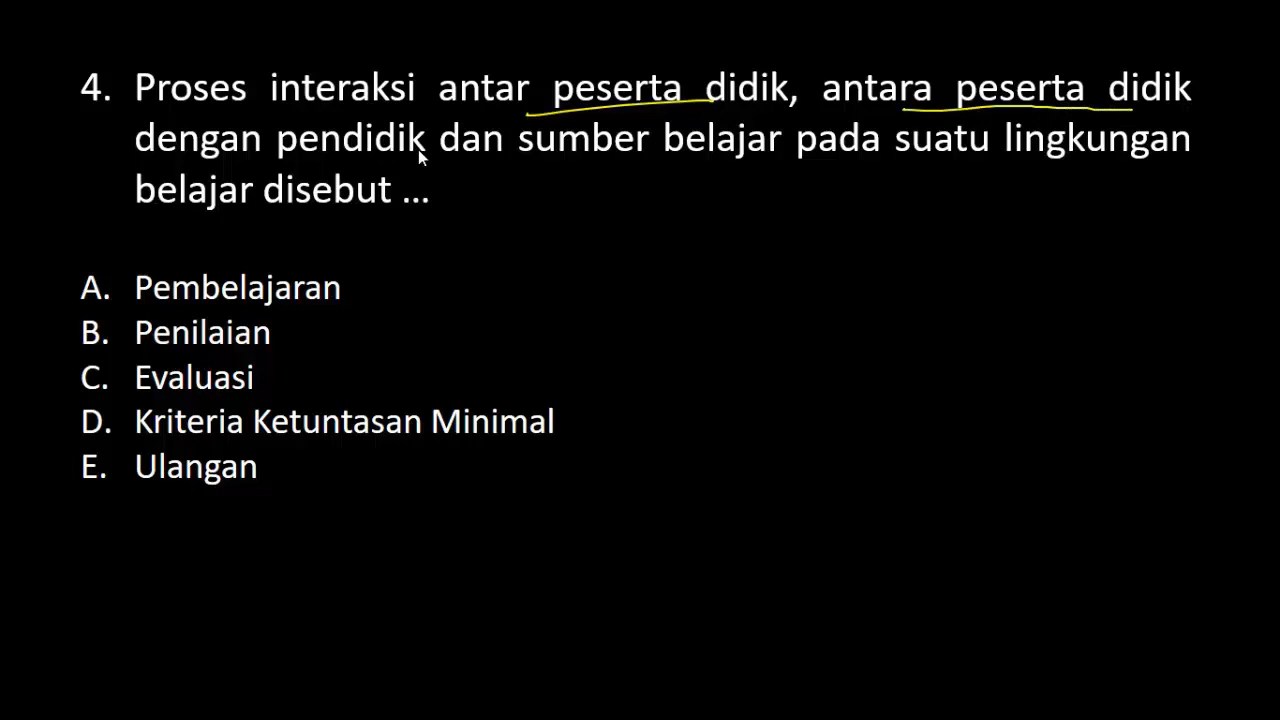 4. Proses interaksi antar peserta didik, antara peserta didik
dengan pendidik dan sumber belajar pada suatu lingkungan
belajar disebut ...
A. Pembelajaran
B. Penilaian
C. Evaluasi
D. Kriteria Ketuntasan Minimal
E. Ulangan